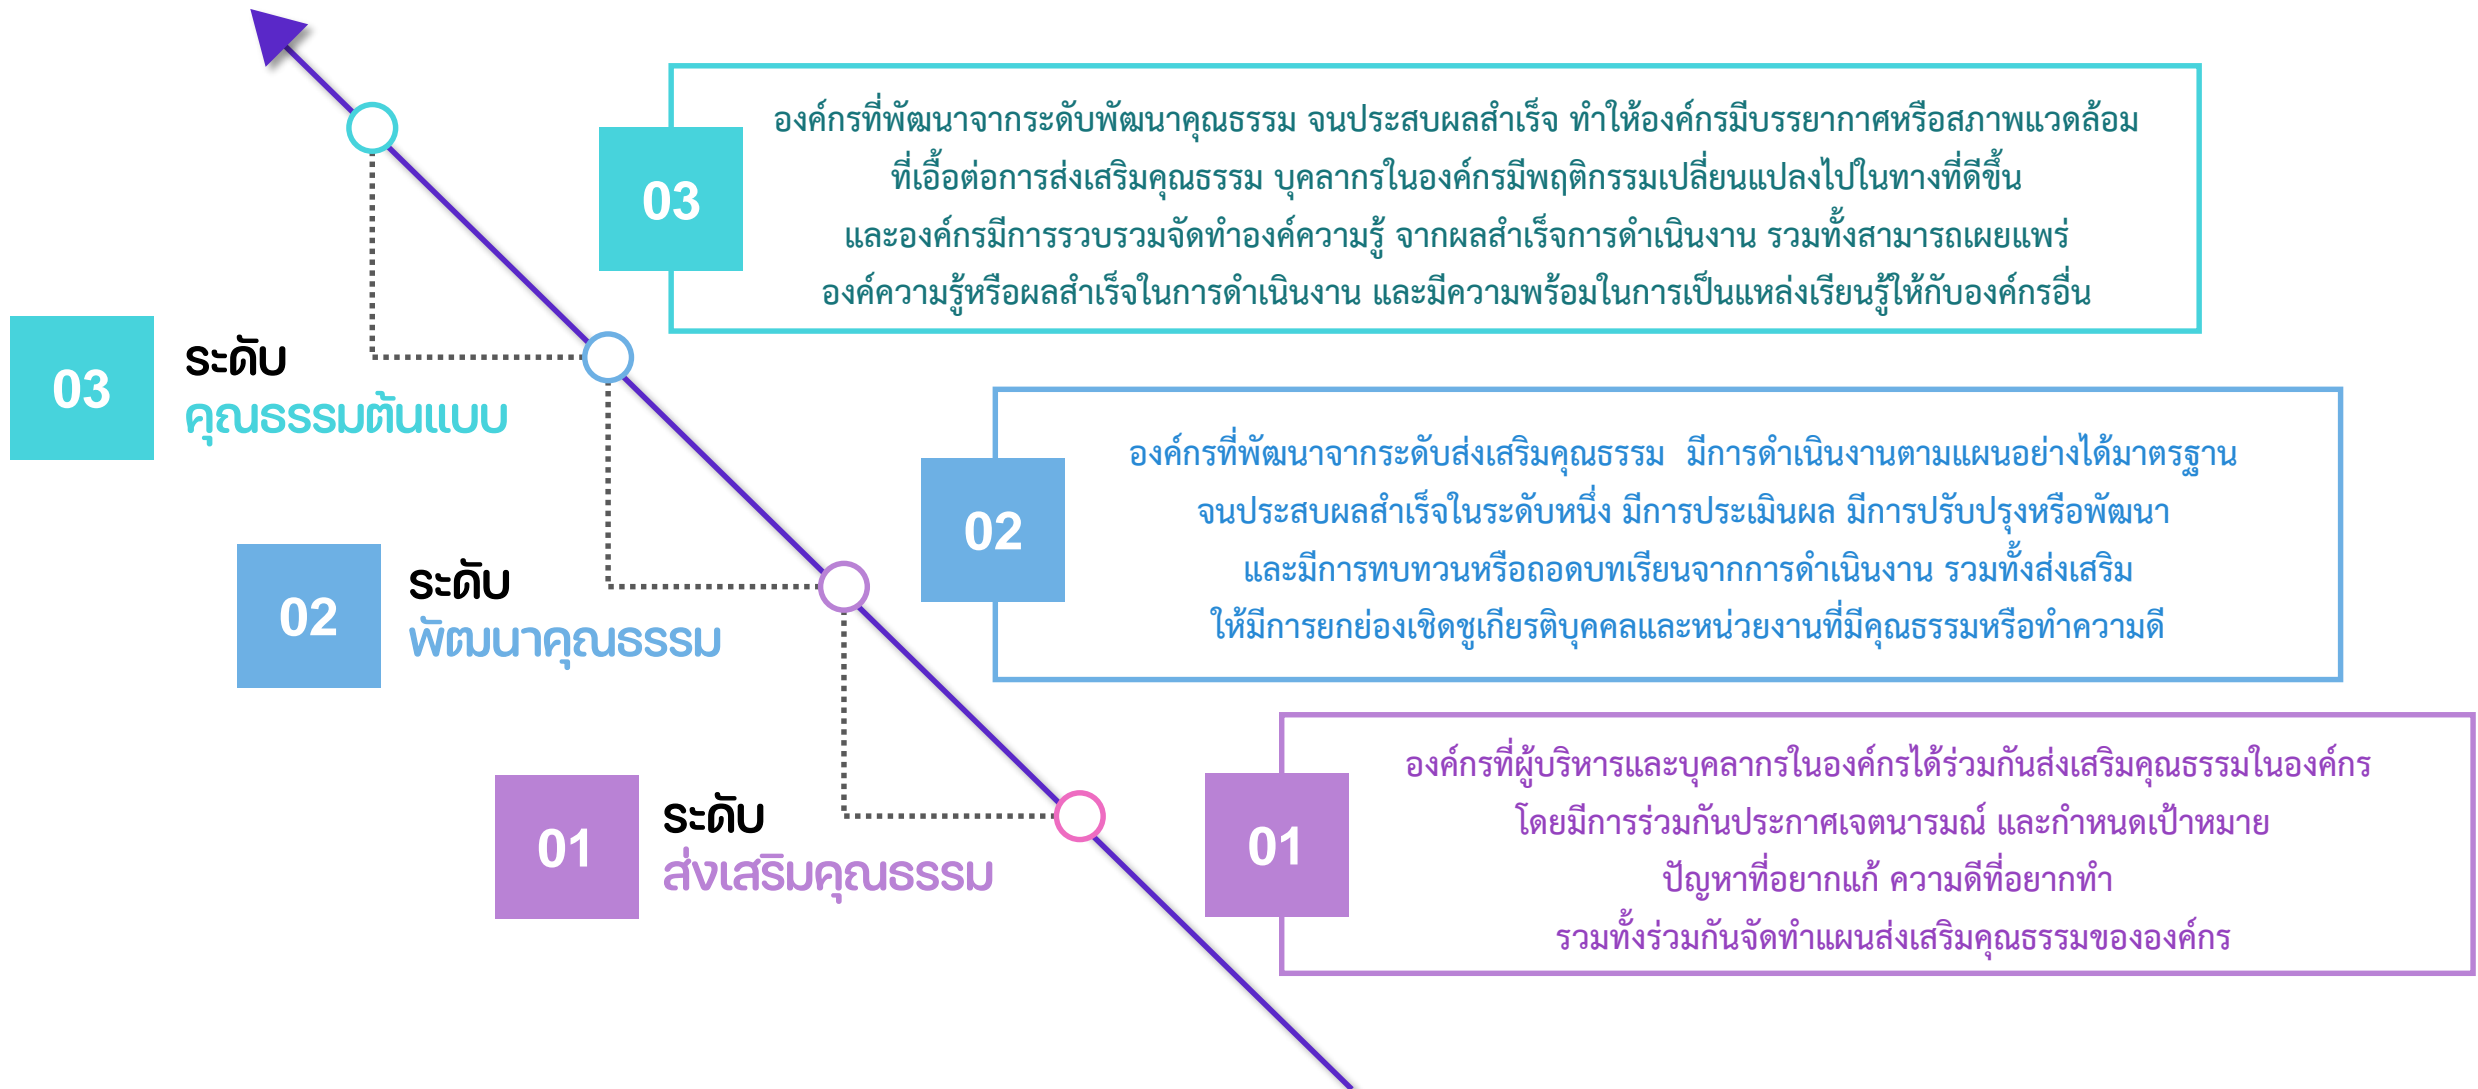 03
องค์กรที่พัฒนาจากระดับพัฒนาคุณธรรม จนประสบผลสำเร็จ ทำให้องค์กรมีบรรยากาศหรือสภาพแวดล้อม
ที่เอื้อต่อการส่งเสริมคุณธรรม บุคลากรในองค์กรมีพฤติกรรมเปลี่ยนแปลงไปในทางที่ดีขึ้น
และองค์กรมีการรวบรวมจัดทำองค์ความรู้ จากผลสำเร็จการดำเนินงาน รวมทั้งสามารถเผยแพร่
องค์ความรู้หรือผลสำเร็จในการดำเนินงาน และมีความพร้อมในการเป็นแหล่งเรียนรู้ให้กับองค์กรอื่น
03
ระดับ
คุณธรรมต้นแบบ
02
องค์กรที่พัฒนาจากระดับส่งเสริมคุณธรรม มีการดำเนินงานตามแผนอย่างได้มาตรฐาน
จนประสบผลสำเร็จในระดับหนึ่ง มีการประเมินผล มีการปรับปรุงหรือพัฒนา
และมีการทบทวนหรือถอดบทเรียนจากการดำเนินงาน รวมทั้งส่งเสริม
ให้มีการยกย่องเชิดชูเกียรติบุคคลและหน่วยงานที่มีคุณธรรมหรือทำความดี
02
ระดับ
พัฒนาคุณธรรม
01
องค์กรที่ผู้บริหารและบุคลากรในองค์กรได้ร่วมกันส่งเสริมคุณธรรมในองค์กร
โดยมีการร่วมกันประกาศเจตนารมณ์ และกำหนดเป้าหมาย
ปัญหาที่อยากแก้ ความดีที่อยากทำ
รวมทั้งร่วมกันจัดทำแผนส่งเสริมคุณธรรมขององค์กร
01
ระดับ
ส่งเสริมคุณธรรม